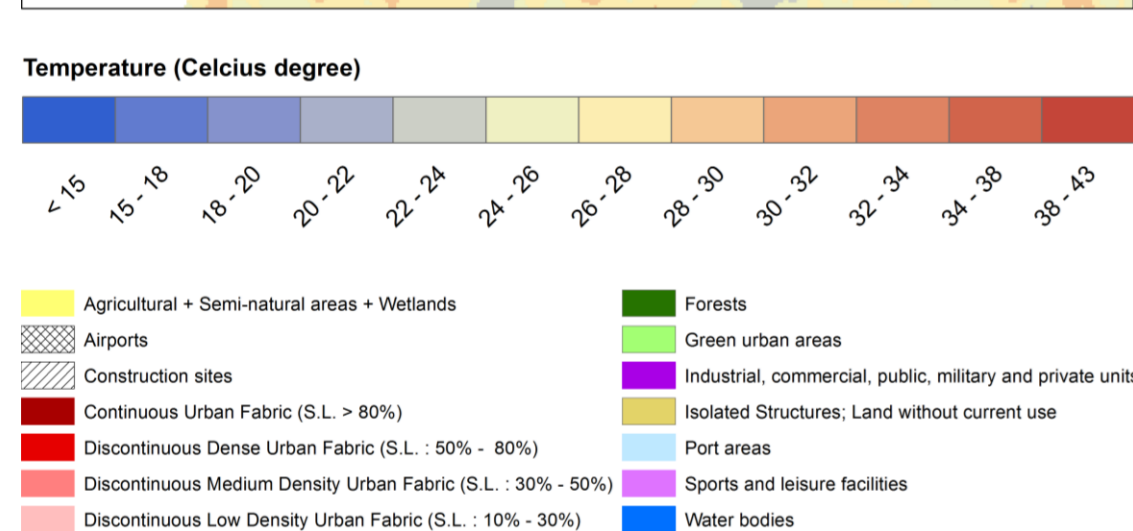 Temperature (Celcius degree)
< 15
15 - 18
18 - 20
20 - 22
22 - 24
24 - 26
26 - 28
28 - 30
30 - 32
32 - 34
34 - 38
38 - 43
Agricultural + Semi-natural areas + Wetlands
Airports
Construction sites
Continuous Urban Fabric (S.L. > 80%)
Discontinuous Dense Urban Fabric (S.L. : 50% - 80%)
Discontinuous Medium Density Urban Fabric (S.L. : 30% - 50%)
Discontinuous Low Density Urban Fabric (S.L. : 10% - 30%)
Forests
Green urban areas
Industrial, commercial, public, military and private units
Isolated Structures; Land without current use
Port areas
Sports and leisure facilities
Water bodies